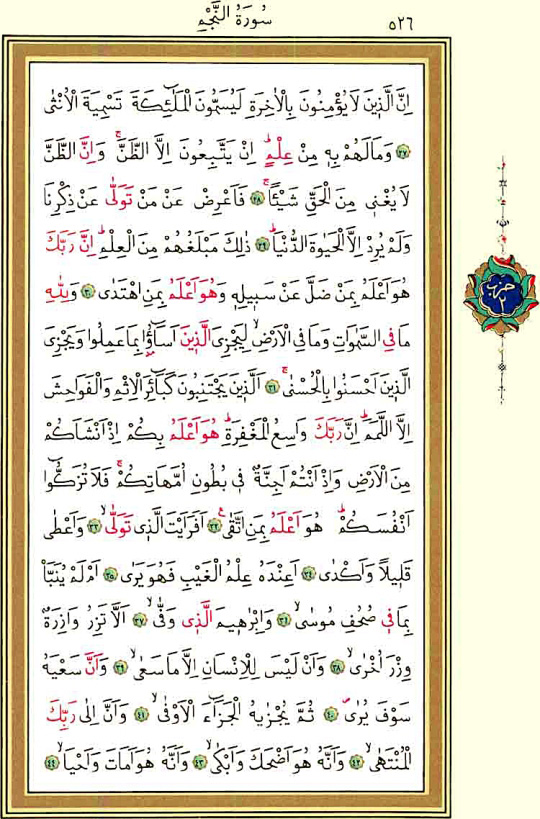 ٥٢٦
سُورَةُ النَّجْمِ
اِنَّ الَّذ۪ينَ لَا يُؤْمِنُونَ بِالْاٰخِرَةِ لَيُسَمُّونَ الْمَلٰٓئِكَةَ تَسْمِيَةَ الْاُنْثٰى
﴿٢٧﴾ وَمَا لَهُمْ بِه۪ مِنْ عِلْمٍۜ اِنْ يَتَّبِعُونَ اِلَّا الظَّنَّۚ وَاِنَّ الظَّنَّ
لَا يُغْن۪ي مِنَ الْحَقِّ شَيْـًٔاۚ ﴿٢٨﴾ فَاَعْرِضْ عَنْ مَنْ تَوَلّٰى عَنْ ذِكْرِنَا
وَلَمْ يُرِدْ اِلَّا الْحَيٰوةَ الدُّنْيَاۜ ﴿٢٩﴾ ذٰلِكَ مَبْلَغُهُمْ مِنَ الْعِلْمِۜ اِنَّ رَبَّكَ
هُوَ اَعْلَمُ بِمَنْ ضَلَّ عَنْ سَب۪يلِه۪ وَهُوَ اَعْلَمُ بِمَنِ اهْتَدٰى ﴿٣٠﴾ وَلِلّٰهِ
مَا فِي السَّمٰوَاتِ وَمَا فِي الْاَرْضِۙ لِيَجْزِيَ الَّذ۪ينَ اَسَٓاؤُ۫ا بِمَا عَمِلُوا وَيَجْزِيَ
الَّذ۪ينَ اَحْسَنُوا بِالْحُسْنٰىۚ ﴿٣١﴾ اَلَّذ۪ينَ يَجْتَنِبُونَ كَبَٓائِرَ الْاِثْمِ وَالْفَوَاحِشَ
اِلَّا اللَّمَمَۜ اِنَّ رَبَّكَ وَاسِعُ الْمَغْفِرَةِۜ هُوَ اَعْلَمُ بِكُمْ اِذْ اَنْشَاَكُمْ
مِنَ الْاَرْضِ وَاِذْ اَنْتُمْ اَجِنَّةٌ ف۪ي بُطُونِ اُمَّهَاتِكُمْۚ فَلَا تُزَكُّٓوا
اَنْفُسَكُمْۜ هُوَ اَعْلَمُ بِمَنِ اتَّقٰى۟ ﴿٣٢﴾ اَفَرَاَيْتَ الَّذ۪ي تَوَلّٰىۙ ﴿٣٣﴾ وَاَعْطٰى
قَل۪يلًا وَاَكْدٰى ﴿٣٤﴾ اَعِنْدَهُ عِلْمُ الْغَيْبِ فَهُوَ يَرٰى ﴿٣٥﴾ اَمْ لَمْ يُنَبَّأْ
بِمَا ف۪ي صُحُفِ مُوسٰىۙ ﴿٣٦﴾ وَاِبْرٰه۪يمَ الَّذ۪ي وَفّٰىۙ ﴿٣٧﴾ اَلَّا تَزِرُ وَازِرَةٌ
وِزْرَ اُخْرٰىۙ ﴿٣٨﴾ وَاَنْ لَيْسَ لِلْاِنْسَانِ اِلَّا مَا سَعٰىۙ ﴿٣٩﴾ وَاَنَّ سَعْيَهُ
سَوْفَ يُرٰىۖ ﴿٤٠﴾ ثُمَّ يُجْزٰيهُ الْجَزَٓاءَ الْاَوْفٰىۙ ﴿٤١﴾ وَاَنَّ اِلٰى رَبِّكَ
الْمُنْتَهٰىۙ ﴿٤٢﴾ وَاَنَّهُ هُوَ اَضْحَكَ وَاَبْكٰىۙ ﴿٤٣﴾ وَاَنَّهُ هُوَ اَمَاتَ وَاَحْيَاۙ ﴿٤٤﴾
حزب